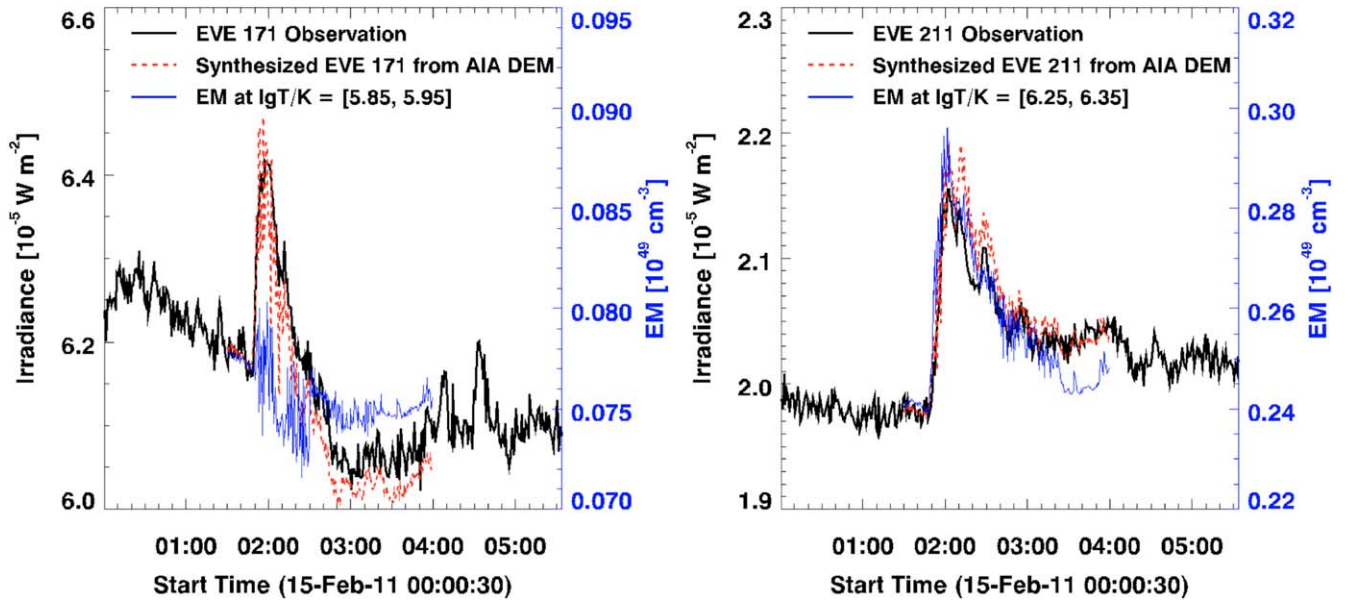 6.6
6.4
6.2
6.0
Irradiance [10-5 W m-2]
EVE 171 Observation
Synthesized EVE 171 from AIA DEM
EM at lgT/K = [5.85, 5.95]
0.095
0.090
0.085
0.080
0.075
0.070
EM [1049 cm-3]
01:00 02:00 03:00 04:00 05:00
Start Time (15-Feb-11 00:00:30)
2.3
2.2
2.1
2.0
1.9
Irradiance [10-5 W m-2]
EVE 211 Observation
Synthesized EVE 211 from AIA DEM
EM at lgT/K = [6.25, 6.35]
0.32
0.30
0.28
0.26
0.24
0.22
EM [1049 cm-3]
01:00 02:00 03:00 04:00 05:00
Start Time (15-Feb-11 00:00:30)